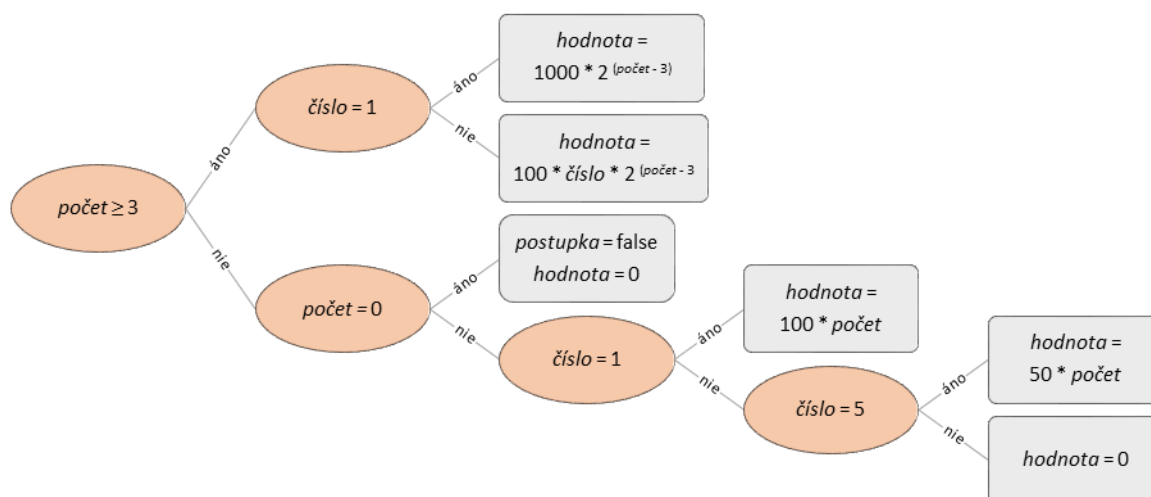 hodnota =
1000 * 2 (počet - 3)
áno
číslo = 1
nie
hodnota =
100 * číslo * 2 (počet - 3
áno
počet ≥ 3
nie
postupka = false
hodnota = 0
áno
počet = 0
nie
hodnota =
100 * počet
áno
číslo = 1
nie
hodnota =
50 * počet
áno
číslo = 5
nie
hodnota = 0